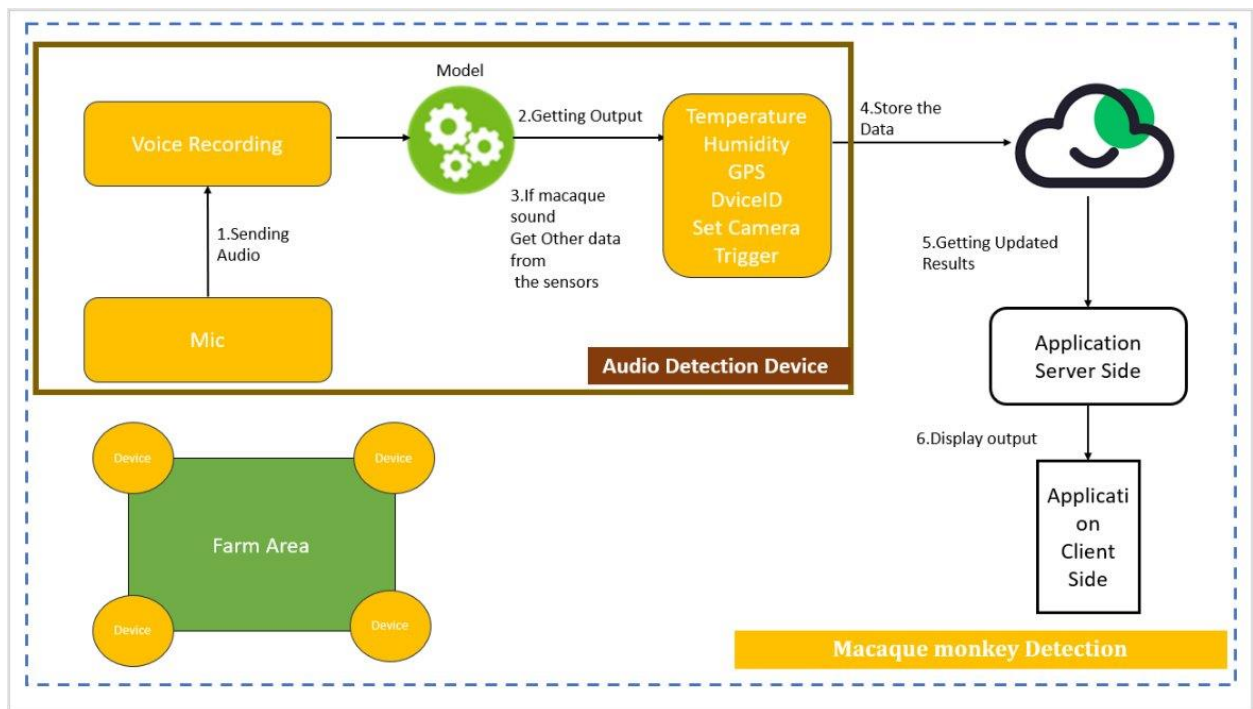 Model
Voice Recording
2.Getting Output
Temperature
Humidity
GPS
DviceID
Set Camera
Trigger
4.Store the
Data
1.Sending
Audio
3.If macaque
sound
Get Other data
from
the sensors
Mic
Audio Detection Device
5.Getting Updated
Results
Application
Server Side
6.Display output
Applicati
on
Client
Side
Device
Device
Farm Area
Device
Device
Macaque monkey Detection